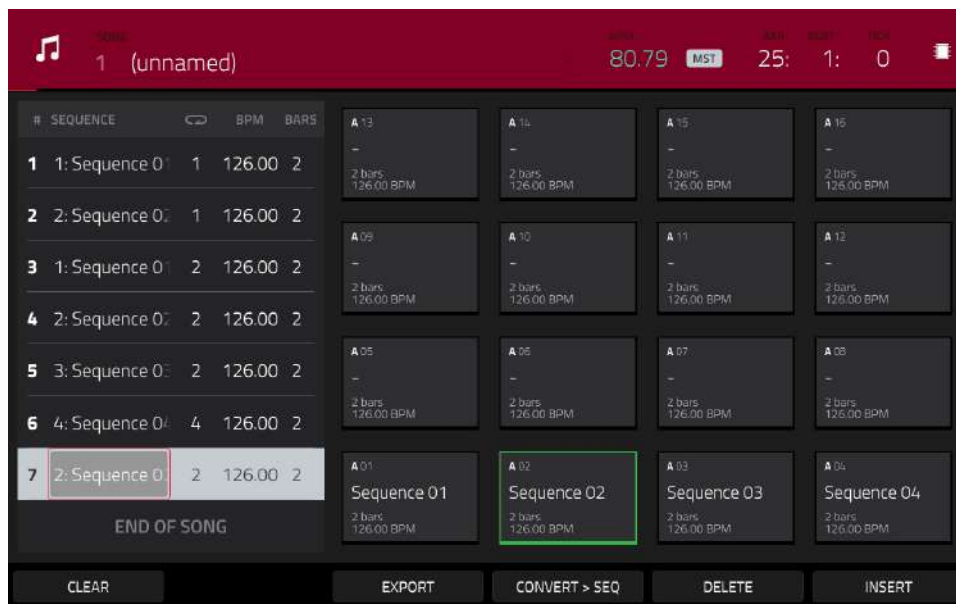 SONG
1 (unnamed)
80.79 MST 25: 1: 0
# SEQUENCE BPM BARS
1 1: Sequence 01 1 126.00 2
2 2: Sequence 02 1 126.00 2
3 1: Sequence 01 2 126.00 2
4 2: Sequence 02 2 126.00 2
5 3: Sequence 03 2 126.00 2
6 4: Sequence 04 4 126.00 2
7 2: Sequence 0 2 126.00 2
END OF SONG
A 13
-
2 bars
126.00 BPM
A 14
-
2 bars
126.00 BPM
A 15
-
2 bars
126.00 BPM
A 16
-
2 bars
126.00 BPM
A 09
-
2 bars
126.00 BPM
A 10
-
2 bars
126.00 BPM
A 11
-
2 bars
126.00 BPM
A 12
-
2 bars
126.00 BPM
A 05
-
2 bars
126.00 BPM
A 06
-
2 bars
126.00 BPM
A 07
-
2 bars
126.00 BPM
A 08
-
2 bars
126.00 BPM
A 01
Sequence 01
2 bars
126.00 BPM
A 02
Sequence 02
2 bars
126.00 BPM
A 03
Sequence 03
2 bars
126.00 BPM
A 04
Sequence 04
2 bars
126.00 BPM
CLEAR EXPORT CONVERT > SEQ DELETE INSERT